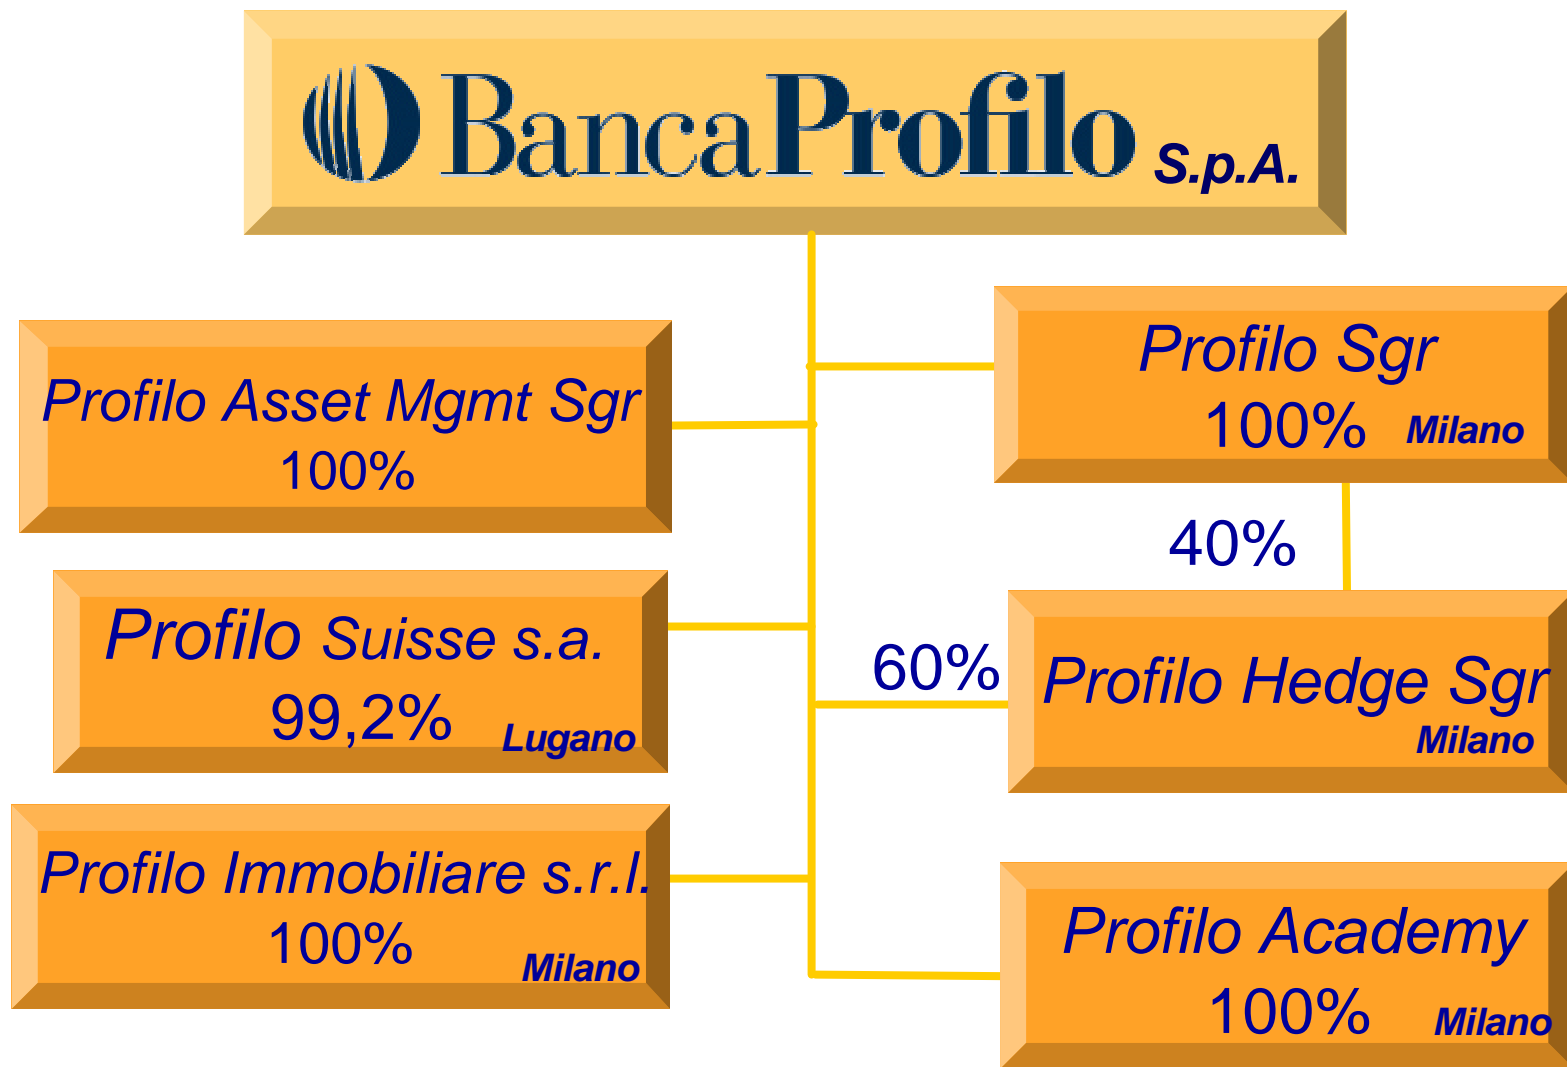 BancaProfilo S.p.A.
Profilo Asset Mgmt Sgr
100%
Profilo Suisse s.a.
99,2% Lugano
Profilo Immobiliare s.r.l.
100%
Milano
Profilo Sgr
100% Milano
40%
60%
Profilo Hedge Sgr
Milano
Profilo Academy
100% Milano